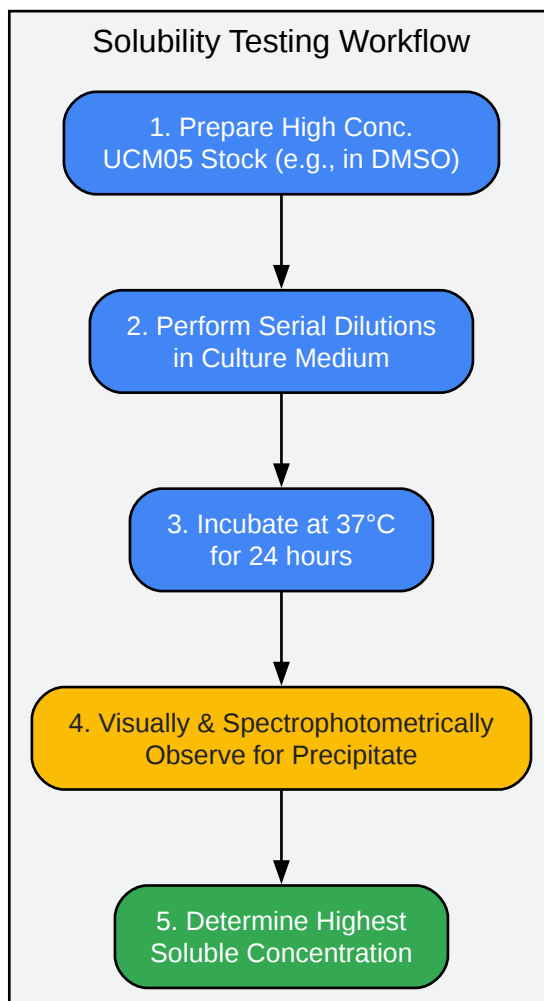 Solubility Testing Workflow
1. Prepare High Conc.
UCM05 Stock (e.g., in DMSO)
2. Perform Serial Dilutions
in Culture Medium
3. Incubate at 37°C
for 24 hours
4. Visually & Spectrophotometrically
Observe for Precipitate
5. Determine Highest
Soluble Concentration